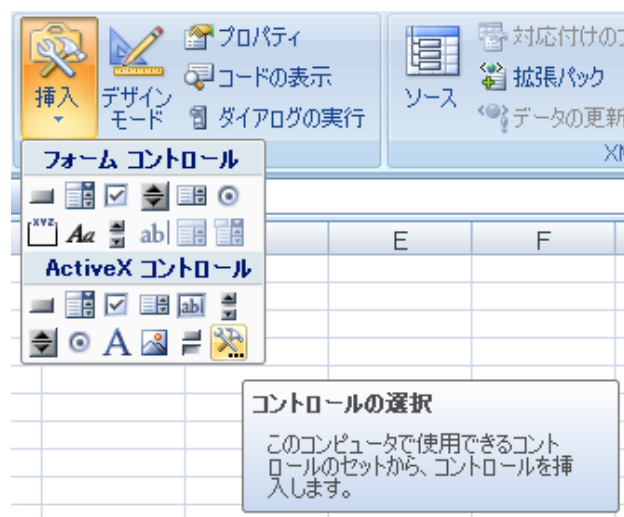 挿入
デザイン
モード
プロパティ
コードの表示
ダイアログの実行
ソース
対応付けの
拡張パック
データの更新
フォーム コントロール
XYZ
Aa
ab|
ActiveX コントロール
ab|
A
E
F
コントロールの選択
このコンピュータで使用できるコント
ロールのセットから、コントロールを挿
入します。